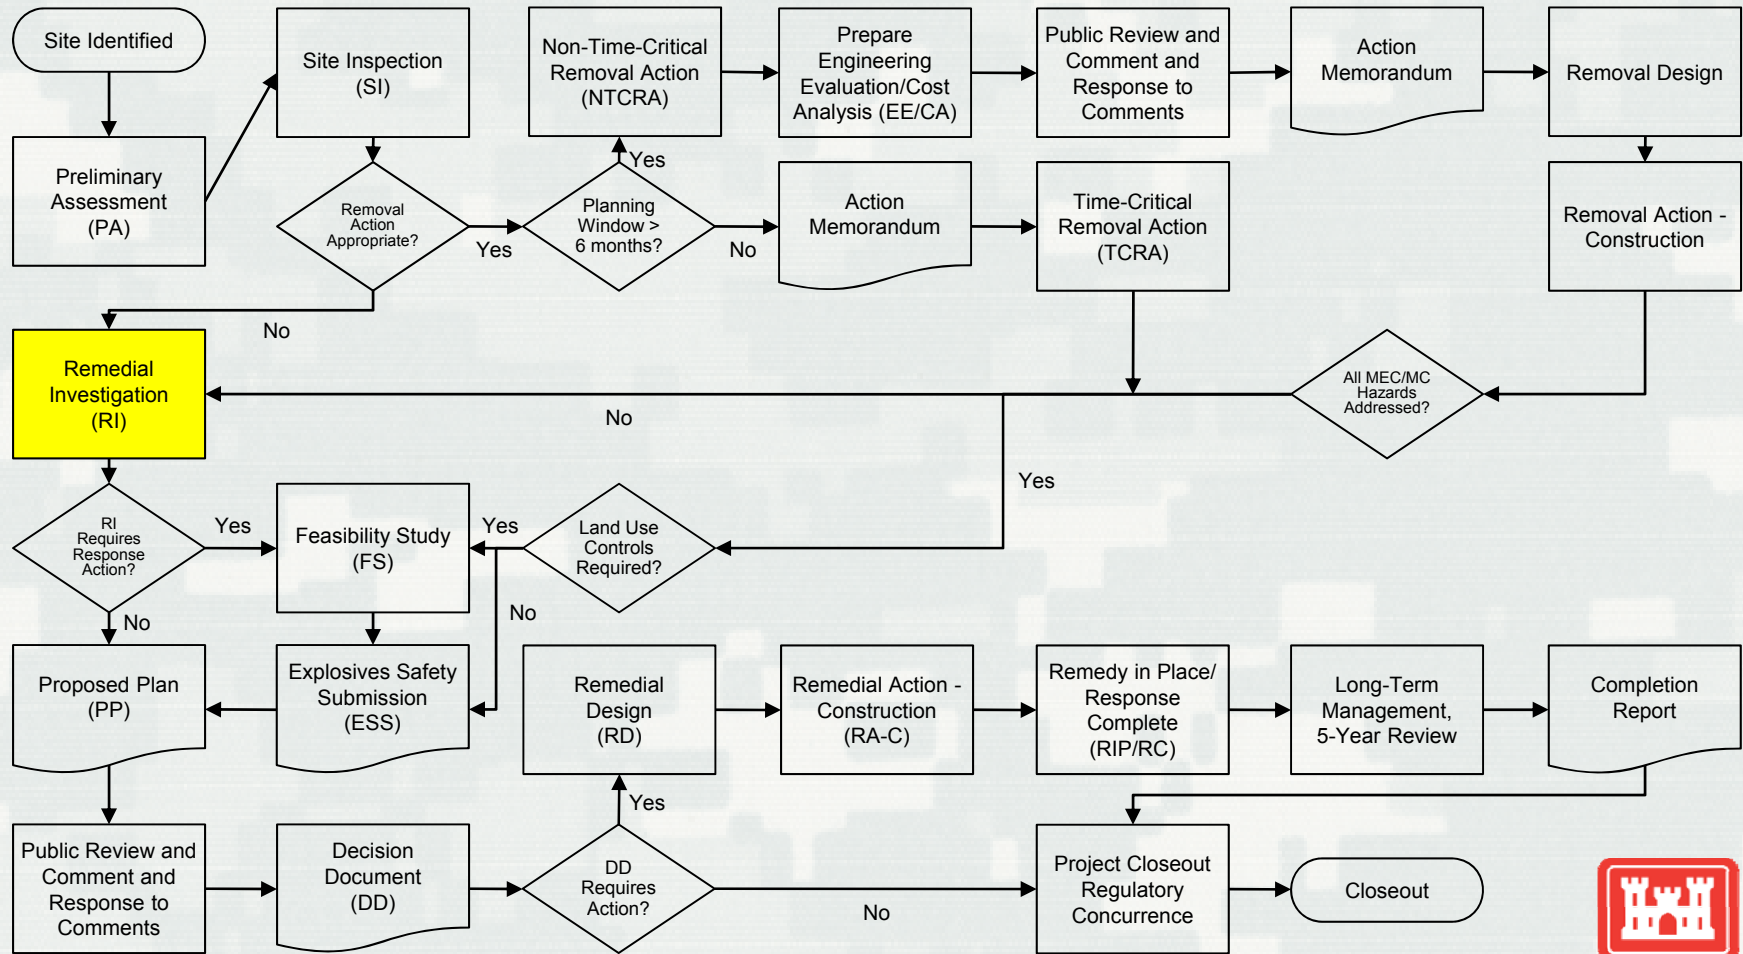 Site Identified
Preliminary
Assessment
(PA)
Site Inspection
(SI)
Removal
Action
Appropriate?
Yes
No
Planning
Window >
6 months?
Yes
No
Non-Time-Critical
Removal Action
(NTCRA)
Prepare
Engineering
Evaluation/Cost
Analysis (EE/CA)
Public Review and
Comment and
Response to
Comments
Action
Memorandum
Removal Design
Removal Action -
Construction
Action
Memorandum
Time-Critical
Removal Action
(TCRA)
All MEC/MC
Hazards
Addressed?
No
Yes
Remedial
Investigation
(RI)
RI
Requires
Response
Action?
Yes
No
Feasibility Study
(FS)
Land Use
Controls
Required?
Yes
No
Explosives Safety
Submission
(ESS)
Proposed Plan
(PP)
Public Review and
Comment and
Response to
Comments
Decision
Document
(DD)
DD
Requires
Action?
Yes
No
Remedial
Design
(RD)
Remedial Action -
Construction
(RA-C)
Remedy in Place/
Response
Complete
(RIP/RC)
Long-Term
Management,
5-Year Review
Completion
Report
Project Closeout
Regulatory
Concurrence
Closeout